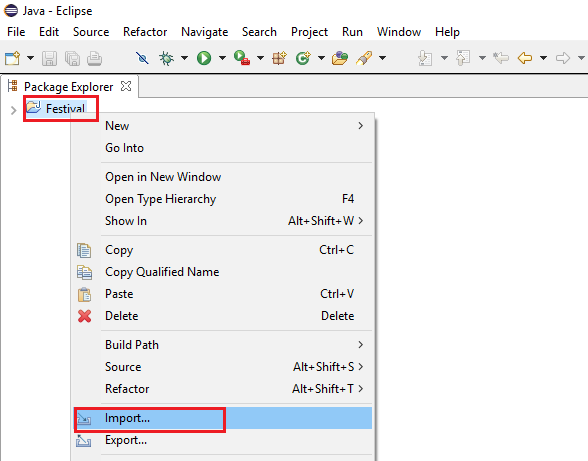 Java - Eclipse
File Edit Source Refactor Navigate Search Project Run Window Help
Package Explorer
Festival
New
Go Into
Open in New Window
Open Type Hierarchy F4
Show In Alt+Shift+W
Copy Ctrl+C
Copy Qualified Name
Paste Ctrl+V
Delete Delete
Build Path
Source Alt+Shift+S
Refactor Alt+Shift+T
Import...
Export...